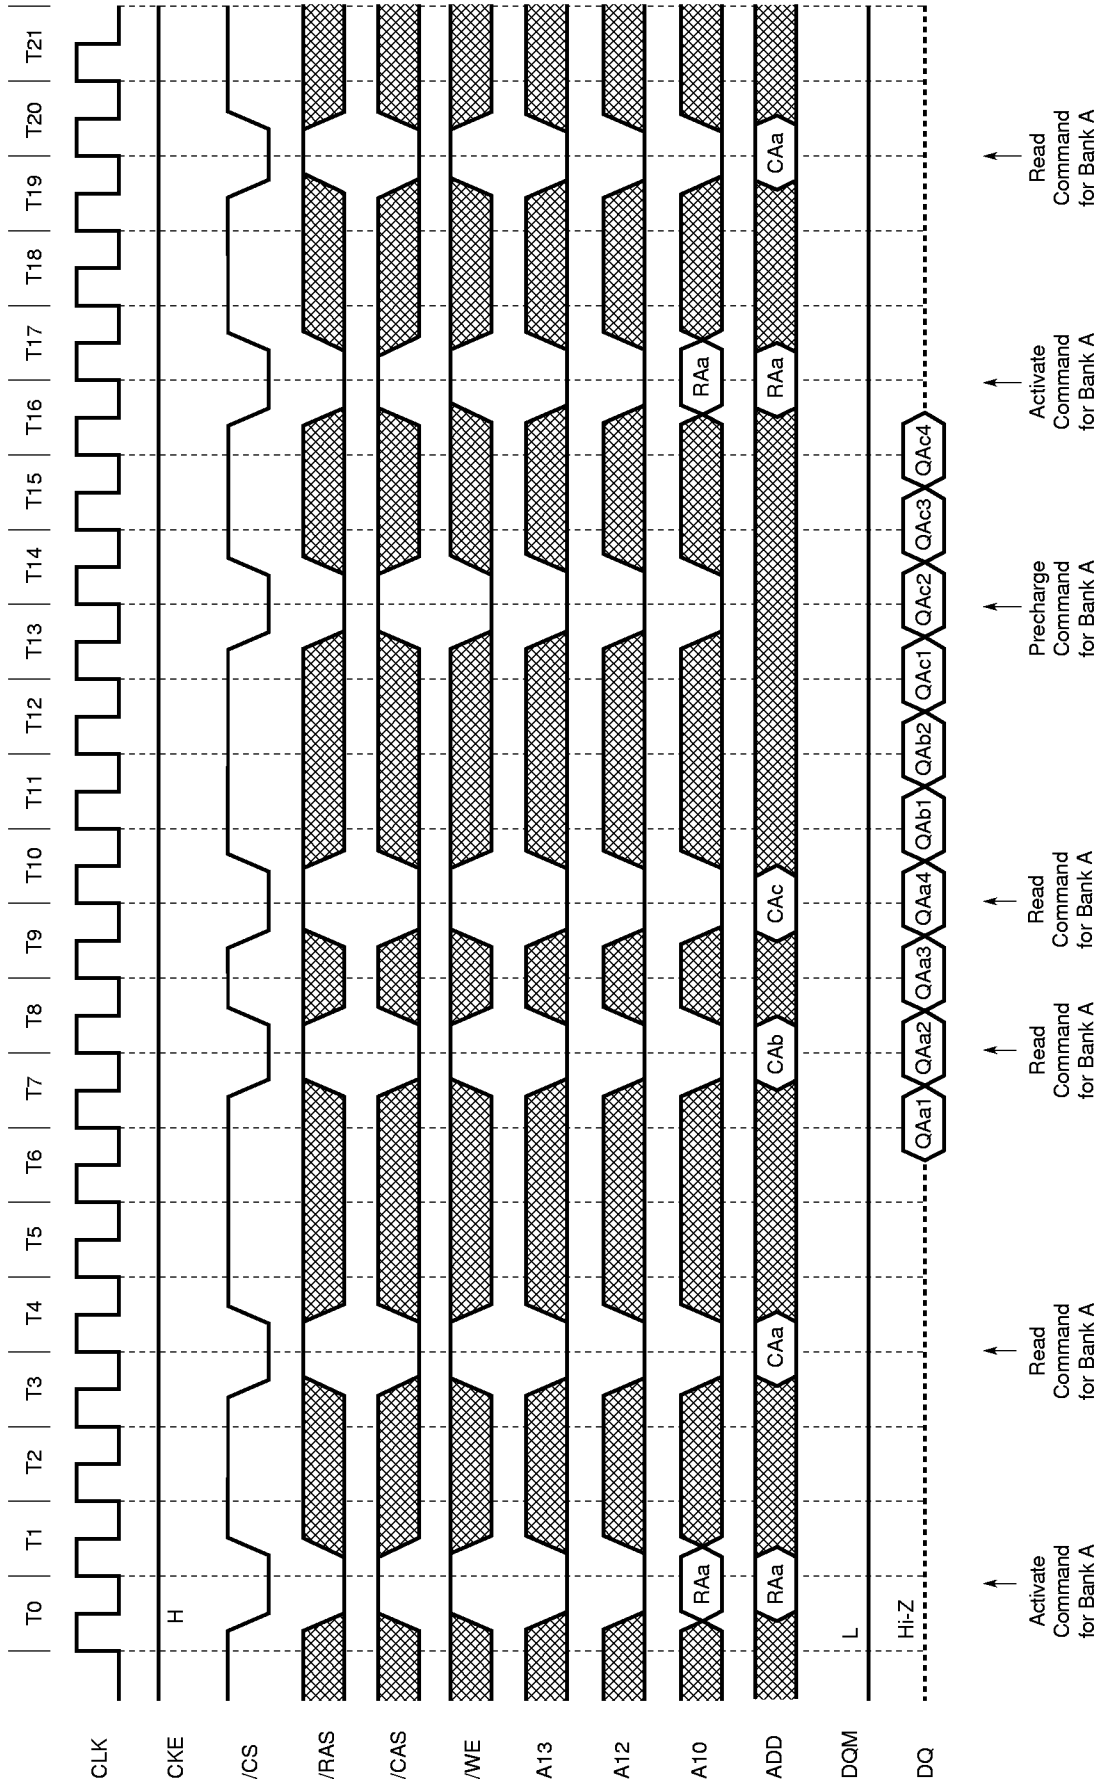 T0 T1 T2 T3 T4 T5 T6 T7 T8 T9 T10 T11 T12 T13 T14 T15 T16 T17 T18 T19 T20 T21
CLK
CKE H
/CS
/RAS
/CAS
/WE
A13
A12
A10 RAa RAa
ADD RAa CAa CAb CAc RAa CAa
DQM L
DQ Hi-Z QAa1 QAa2 QAa3 QAa4 QAb1 QAb2 QAc1 QAc2 QAc3 QAc4
Activate
Command
for Bank A
Read
Command
for Bank A
Read
Command
for Bank A
Read
Command
for Bank A
Precharge
Command
for Bank A
Activate
Command
for Bank A
Read
Command
for Bank A